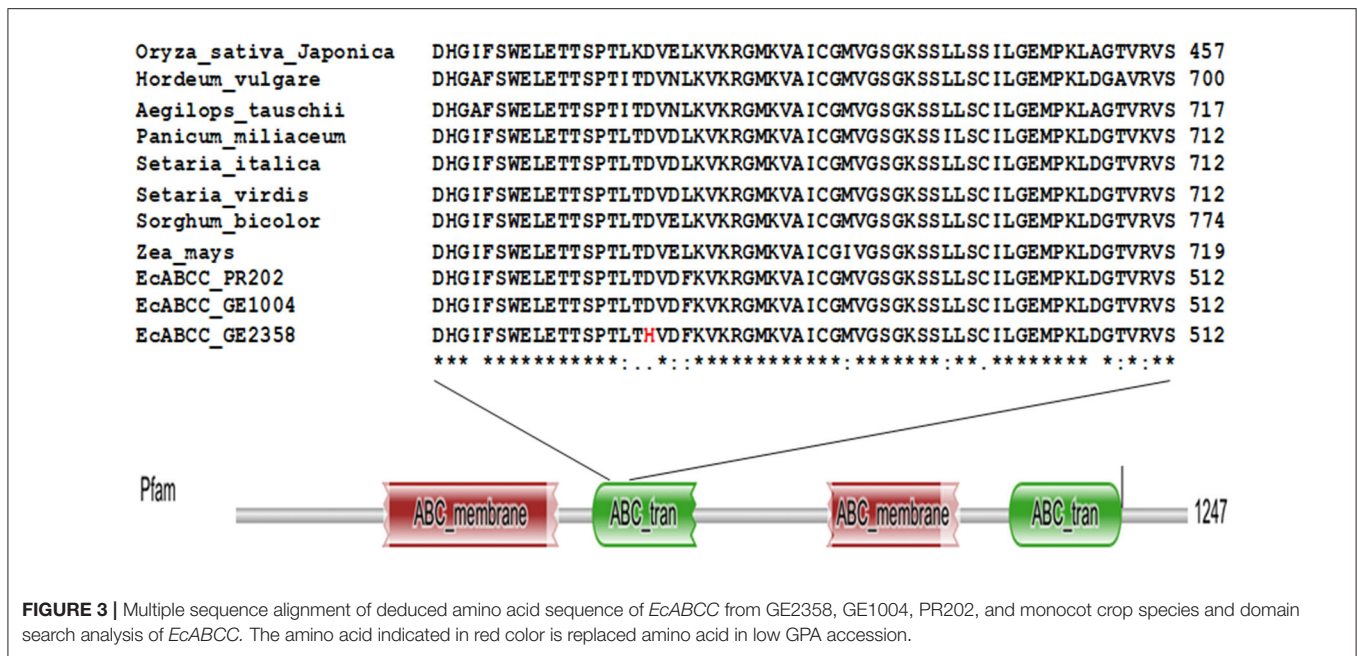 Oryza_sativa_Japonica DHGIFSWELETTSPTLKDVELKVKRGMKVAICGMVGSGKSSLLSSILGEMPKLAGTVRVS 457
Hordeum_vulgare DHGAFSWELETTSPTITDVNLKVKRGMKVAICGMVGSGKSSLLSCILGEMPKLDGAVRVS 700
Aegilops_tauschii DHGAFSWELETTSPTITDVNLKVKRGMKVAICGMVGSGKSSLLSCILGEMPKLAGTVRVS 717
Panicum_miliaceum DHGIFSWELETTSPTLTDVDLKVKRGMKVAICGMVGSGKSSILSCILGEMPKLDGTVKVS 712
Setaria_italica DHGIFSWELETTSPTLTDVDLKVKRGMKVAICGMVGSGKSSLLSCILGEMPKLDGTVRVS 712
Setaria_virdis DHGIFSWELETTSPTLTDVDLKVKRGMKVAICGMVGSGKSSLLSCILGEMPKLDGTVRVS 712
Sorghum_bicolor DHGIFSWELETTSPTLTDVELKVKRGMKVAICGMVGSGKSSLLSCILGEMPKLDGTVRVS 774
Zea_mays DHGIFSWELETTSPTLTDVELKVKRGMKVAICGIVGSGKSSLLSCILGEMPKLDGTVRVS 719
EcABCC_PR202 DHGIFSWELETTSPTLTDVDFKVKRGMKVAICGMVGSGKSSLLSCILGEMPKLDGTVRVS 512
EcABCC_GE1004 DHGIFSWELETTSPTLTDVDFKVKRGMKVAICGMVGSGKSSLLSCILGEMPKLDGTVRVS 512
EcABCC_GE2358 DHGIFSWELETTSPTLTHVDFKVKRGMKVAICGMVGSGKSSLLSCILGEMPKLDGTVRVS 512
*** ***********:..*::************:*******:**.******** *:*:**
Pfam ABC_membrane ABC_tran ABC_membrane ABC_tran 1247
FIGURE 3 | Multiple sequence alignment of deduced amino acid sequence of EcABCC from GE2358, GE1004, PR202, and monocot crop species and domain
search analysis of EcABCC. The amino acid indicated in red color is replaced amino acid in low GPA accession.